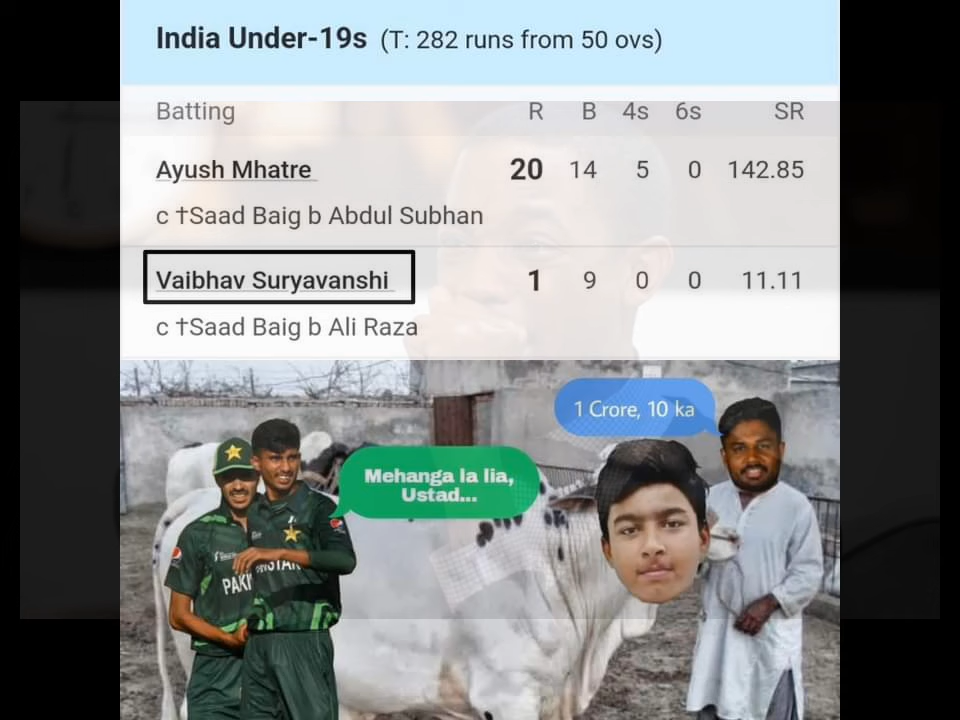 India Under-19s (T: 282 runs from 50 ovs)
Batting R B 4s 6s SR
Ayush Mhatre 20 14 5 0 142.85
c †Saad Baig b Abdul Subhan
Vaibhav Suryavanshi 1 9 0 0 11.11
c †Saad Baig b Ali Raza
1 Crore, 10 ka
Mehanga la lia,
Ustad...